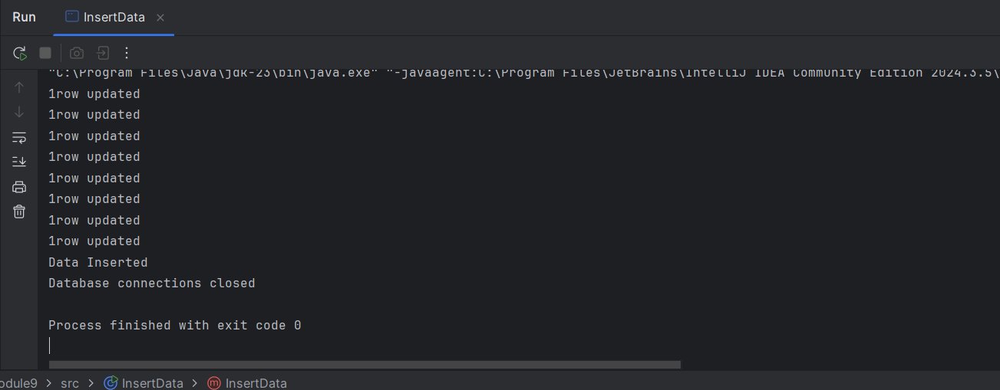 Run InsertData
"C:\Program Files\Java\jdk-23\bin\java.exe" "-javaagent:C:\Program Files\JetBrains\IntelliJ IDEA Community Edition 2024.3.5\
1row updated
1row updated
1row updated
1row updated
1row updated
1row updated
1row updated
1row updated
Data Inserted
Database connections closed
Process finished with exit code 0
odule9 > src > InsertData > InsertData